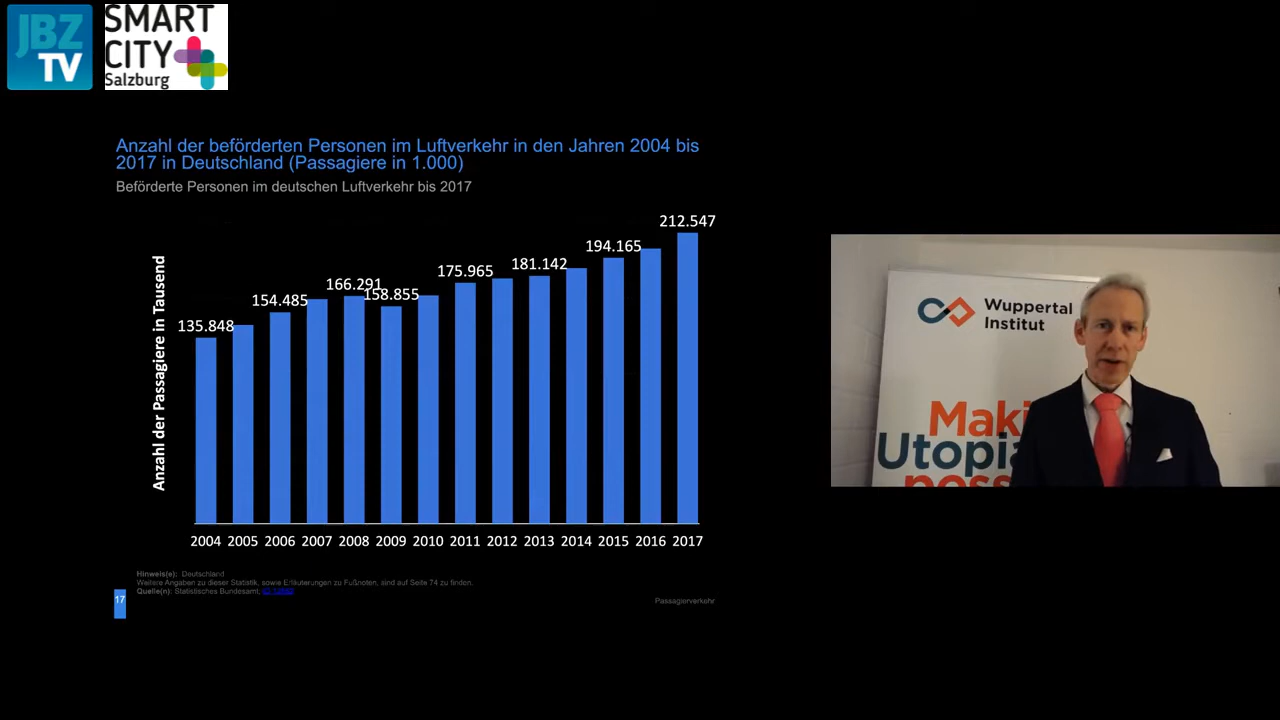 JBZ
TV
SMART
CITY
Salzburg
Anzahl der beförderten Personen im Luftverkehr in den Jahren 2004 bis
2017 in Deutschland (Passagiere in 1.000)
Beförderte Personen im deutschen Luftverkehr bis 2017
Anzahl der Passagiere in Tausend
135.848
154.485
166.291
158.855
175.965
181.142
194.165
212.547
2004 2005 2006 2007 2008 2009 2010 2011 2012 2013 2014 2015 2016 2017
Hinweis(e): Deutschland
Weitere Angaben zu dieser Statistik, sowie Erläuterungen zu Fußnoten, sind auf Seite 74 zu finden.
Quelle(n): Statistisches Bundesamt;
17
Passagierverkehr
Wuppertal
Institut
Maki
Utopia
poss